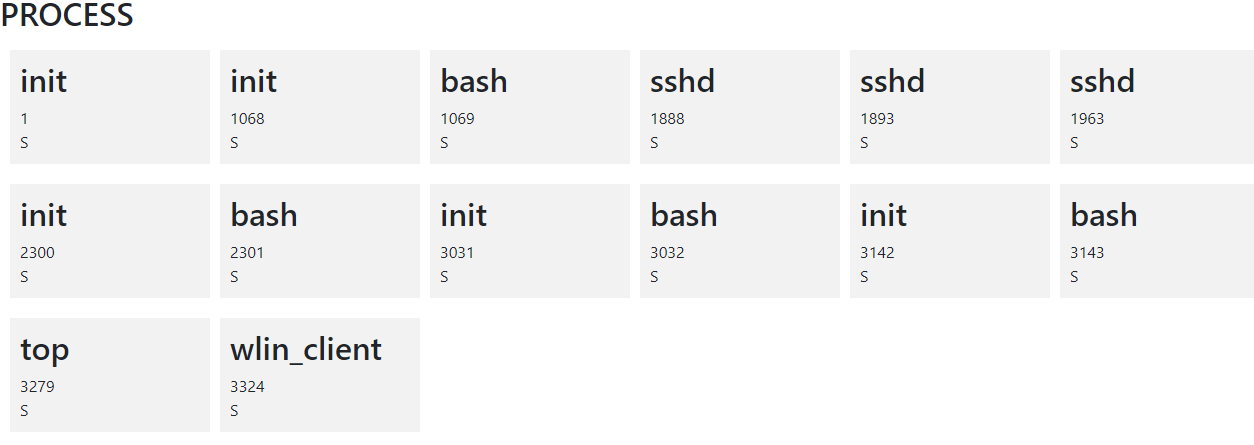 PROCESS
init
1
S
init
1068
S
bash
1069
S
sshd
1888
S
sshd
1893
S
sshd
1963
S
init
2300
S
bash
2301
S
init
3031
S
bash
3032
S
init
3142
S
bash
3143
S
top
3279
S
wlin_client
3324
S